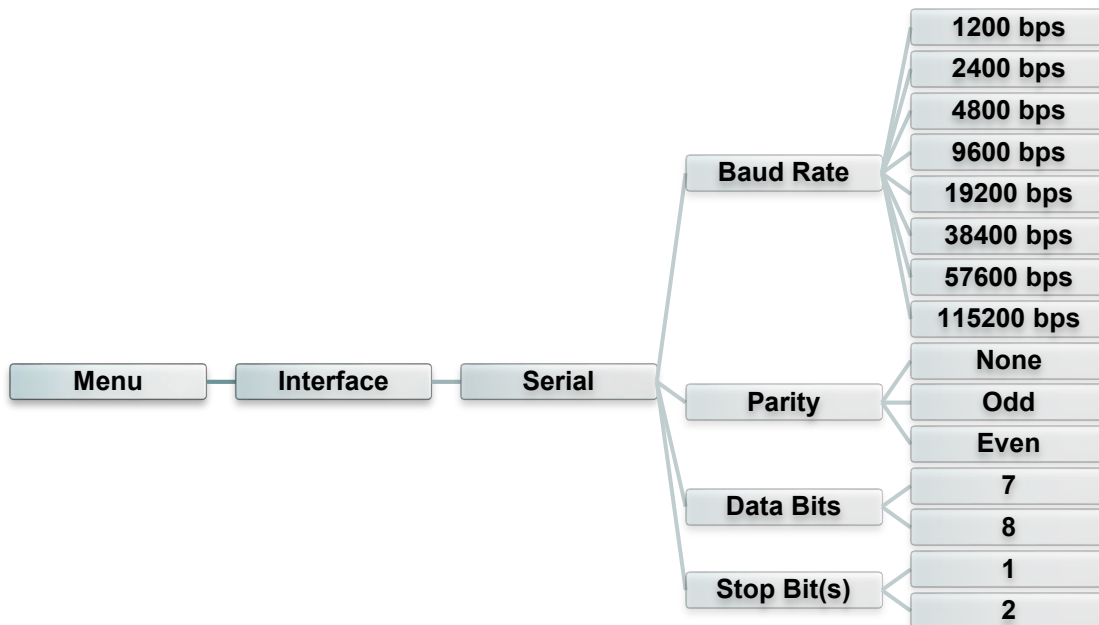 Menu
Interface
Serial
Baud Rate
1200 bps
2400 bps
4800 bps
9600 bps
19200 bps
38400 bps
57600 bps
115200 bps
Parity
None
Odd
Even
Data Bits
7
8
Stop Bit(s)
1
2